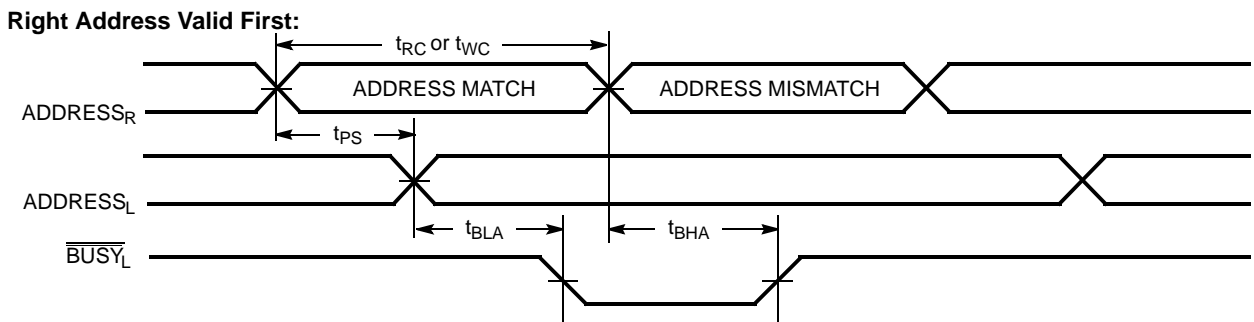 Right Address Valid First:
tRC or tWC
ADDRESS MATCH
ADDRESS MISMATCH
ADDRESSR
tPS
ADDRESSL
tBLA
tBHA
BUSYL